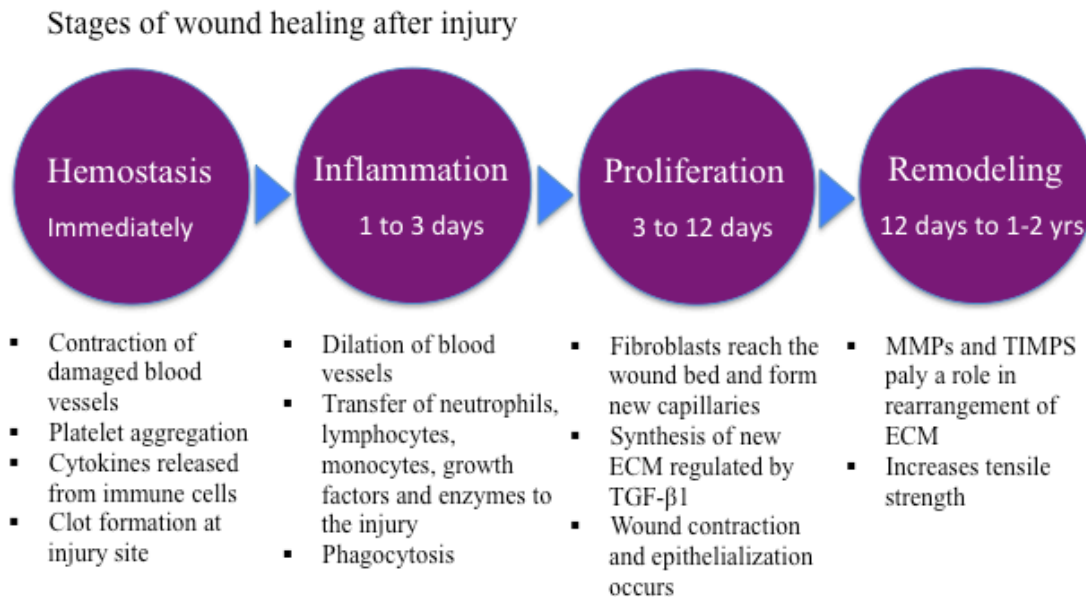 Stages of wound healing after injury
Hemostasis
Immediately
Inflammation
1 to 3 days
Proliferation
3 to 12 days
Remodeling
12 days to 1-2 yrs
▪ Contraction of
damaged blood
vessels
▪ Platelet aggregation
▪ Cytokines released
from immune cells
▪ Clot formation at
injury site
▪ Dilation of blood
vessels
▪ Transfer of neutrophils,
lymphocytes,
monocytes, growth
factors and enzymes to
the injury
▪ Phagocytosis
▪ Fibroblasts reach the
wound bed and form
new capillaries
▪ Synthesis of new
ECM regulated by
TGF-β1
▪ Wound contraction
and epithelialization
occurs
▪ MMPs and TIMPS
paly a role in
rearrangement of
ECM
▪ Increases tensile
strength